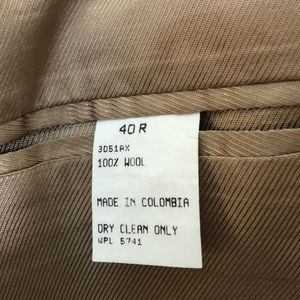 40R
3051AX
100% WOOL
MADE IN COLOMBIA
DRY CLEAN ONLY
WPL 5741